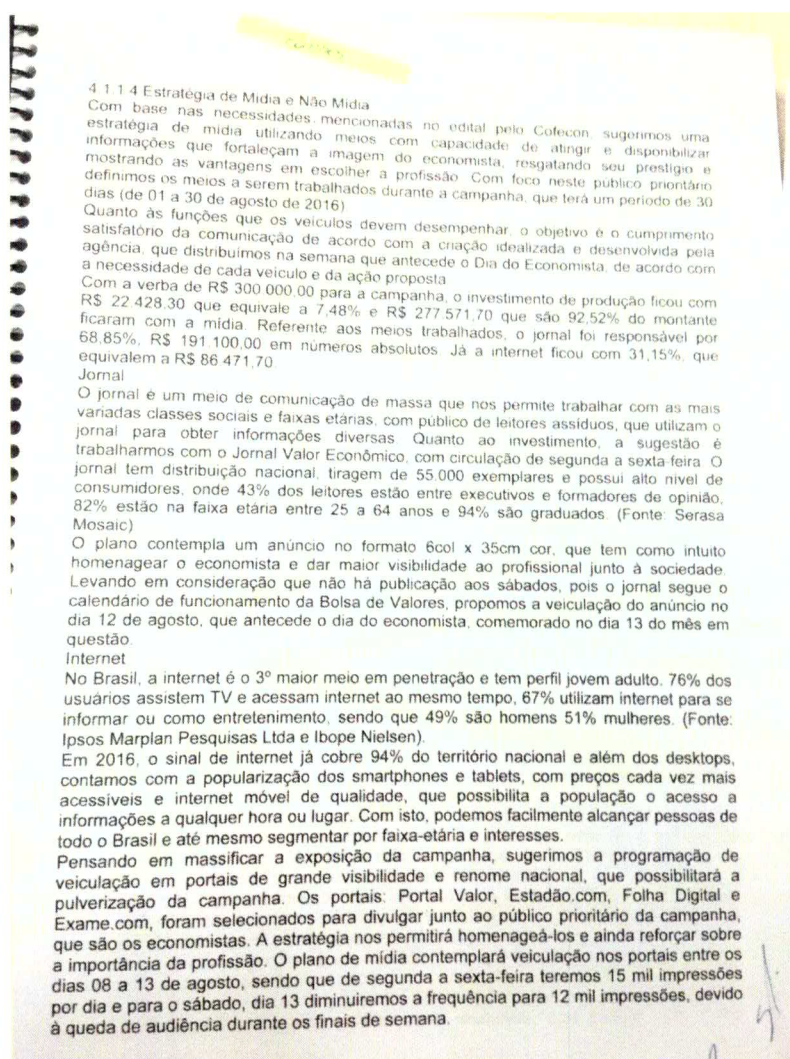 4.1.1.4 Estratégia de Mídia e Não Mídia
Com base nas necessidades, mencionadas no edital pelo Cofecon, sugerimos uma
estratégia de mídia utilizando meios com capacidade de atingir e disponibilizar
informações que fortaleçam a imagem do economista, resgatando seu prestígio e
mostrando as vantagens em escolher a profissão. Com foco neste público prioritário
definimos os meios a serem trabalhados durante a campanha, que terá um período de 30
dias (de 01 a 30 de agosto de 2016)
Quanto às funções que os veículos devem desempenhar, o objetivo é o cumprimento
satisfatório da comunicação de acordo com a criação idealizada e desenvolvida pela
agência, que distribuímos na semana que antecede o Dia do Economista, de acordo com
a necessidade de cada veículo e da ação proposta
Com a verba de R$ 300.000,00 para a campanha, o investimento de produção ficou com
R$ 22.428,30 que equivale a 7,48% e R$ 277.571,70 que são 92,52% do montante
ficaram com a mídia. Referente aos meios trabalhados, o jornal foi responsável por
68,85%, R$ 191.100,00 em números absolutos. Já a internet ficou com 31,15%, que
equivalem a R$ 86.471,70
Jornal
O jornal é um meio de comunicação de massa que nos permite trabalhar com as mais
variadas classes sociais e faixas etárias, com público de leitores assíduos, que utilizam o
jornal para obter informações diversas. Quanto ao investimento, a sugestão é
trabalharmos com o Jornal Valor Econômico, com circulação de segunda a sexta-feira. O
jornal tem distribuição nacional, tiragem de 55.000 exemplares e possui alto nível de
consumidores, onde 43% dos leitores estão entre executivos e formadores de opinião,
82% estão na faixa etária entre 25 a 64 anos e 94% são graduados. (Fonte: Serasa
Mosaic)
O plano contempla um anúncio no formato 6col x 35cm cor, que tem como intuito
homenagear o economista e dar maior visibilidade ao profissional junto à sociedade.
Levando em consideração que não há publicação aos sábados, pois o jornal segue o
calendário de funcionamento da Bolsa de Valores, propomos a veiculação do anúncio no
dia 12 de agosto, que antecede o dia do economista, comemorado no dia 13 do mês em
questão.
Internet
No Brasil, a internet é o 3º maior meio em penetração e tem perfil jovem adulto. 76% dos
usuários assistem TV e acessam internet ao mesmo tempo, 67% utilizam internet para se
informar ou como entretenimento, sendo que 49% são homens 51% mulheres. (Fonte:
Ipsos Marplan Pesquisas Ltda e Ibope Nielsen).
Em 2016, o sinal de internet já cobre 94% do território nacional e além dos desktops,
contamos com a popularização dos smartphones e tablets, com preços cada vez mais
acessíveis e internet móvel de qualidade, que possibilita a população o acesso a
informações a qualquer hora ou lugar. Com isto, podemos facilmente alcançar pessoas de
todo o Brasil e até mesmo segmentar por faixa-etária e interesses.
Pensando em massificar a exposição da campanha, sugerimos a programação de
veiculação em portais de grande visibilidade e renome nacional, que possibilitará a
pulverização da campanha. Os portais: Portal Valor, Estadão.com, Folha Digital e
Exame.com, foram selecionados para divulgar junto ao público prioritário da campanha,
que são os economistas. A estratégia nos permitirá homenageá-los e ainda reforçar sobre
a importância da profissão. O plano de mídia contemplará veiculação nos portais entre os
dias 08 a 13 de agosto, sendo que de segunda a sexta-feira teremos 15 mil impressões
por dia e para o sábado, dia 13 diminuiremos a frequência para 12 mil impressões, devido
à queda de audiência durante os finais de semana.